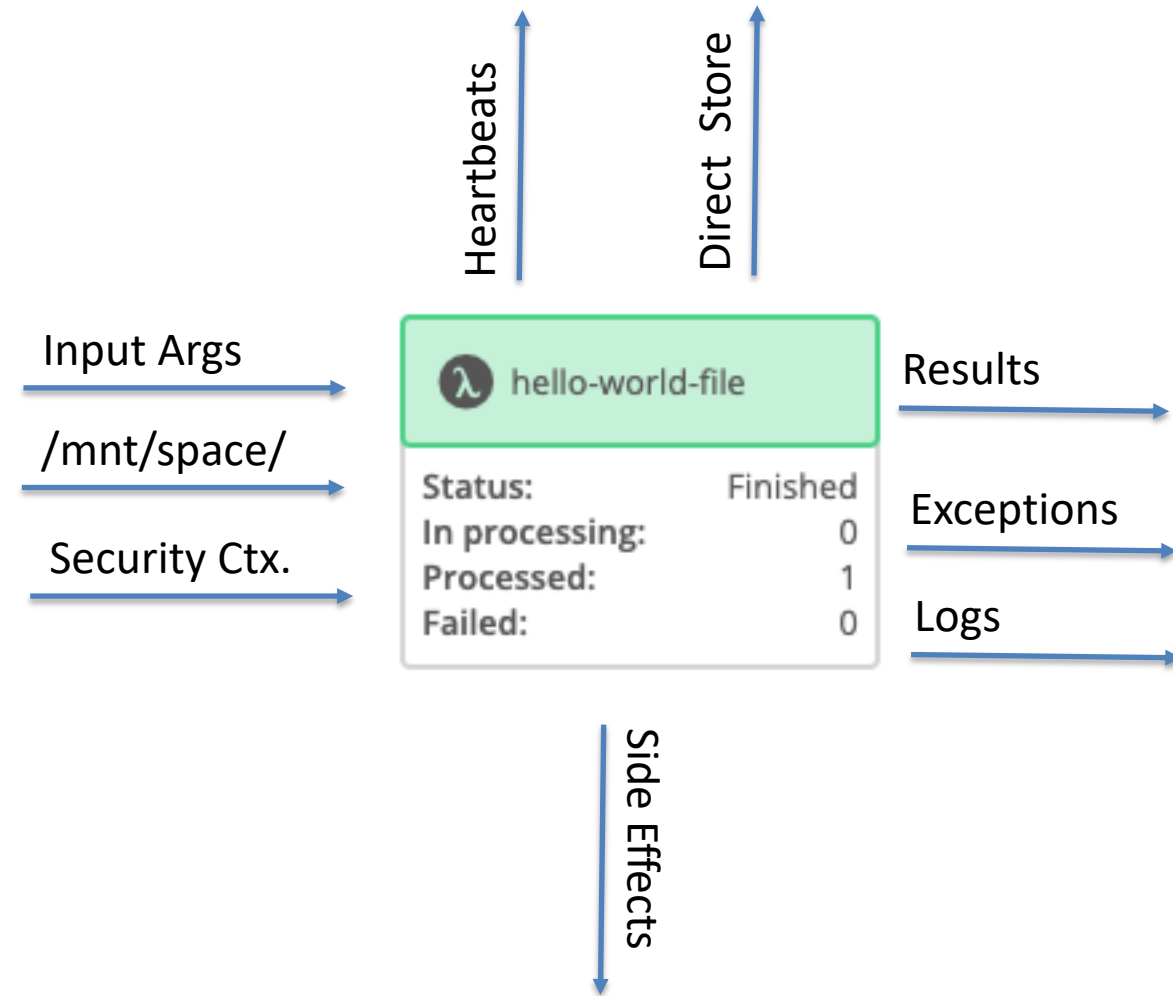 Heartbeats
Direct Store
Input Args
/mnt/space/
Security Ctx.
λ hello-world-file
Status: Finished
In processing: 0
Processed: 1
Failed: 0
Results
Exceptions
Logs
Side Effects